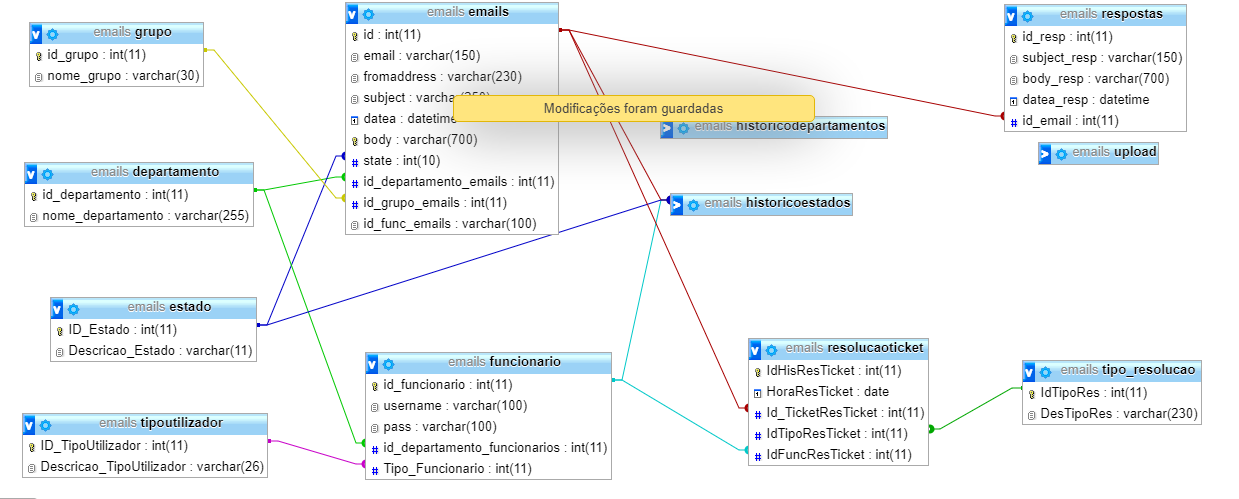 emails grupo
id_grupo : int(11)
nome_grupo : varchar(30)
emails emails
id : int(11)
email : varchar(150)
fromaddress : varchar(230)
subject : varchar(250)
datea : datetime
body : varchar(700)
state : int(10)
id_departamento_emails : int(11)
id_grupo_emails : int(11)
id_func_emails : varchar(100)
Modificações foram guardadas
emails historicodepartamentos
emails respostas
id_resp : int(11)
subject_resp : varchar(150)
body_resp : varchar(700)
datea_resp : datetime
id_email : int(11)
emails upload
emails departamento
id_departamento : int(11)
nome_departamento : varchar(255)
emails historicoestados
emails estado
ID_Estado : int(11)
Descricao_Estado : varchar(11)
emails funcionário
id_funcionario : int(11)
username : varchar(100)
pass : varchar(100)
id_departamento_funcionarios : int(11)
Tipo_Funcionario : int(11)
emails resolucaoticket
IdHisResTicket : int(11)
HoraResTicket : date
Id_TicketResTicket : int(11)
IdTipoResTicket : int(11)
IdFuncResTicket : int(11)
emails tipo_resolucao
IdTipoRes : int(11)
DesTipoRes : varchar(230)
emails tipoutilizador
ID_TipoUtilizador : int(11)
Descricao_TipoUtilizador : varchar(26)